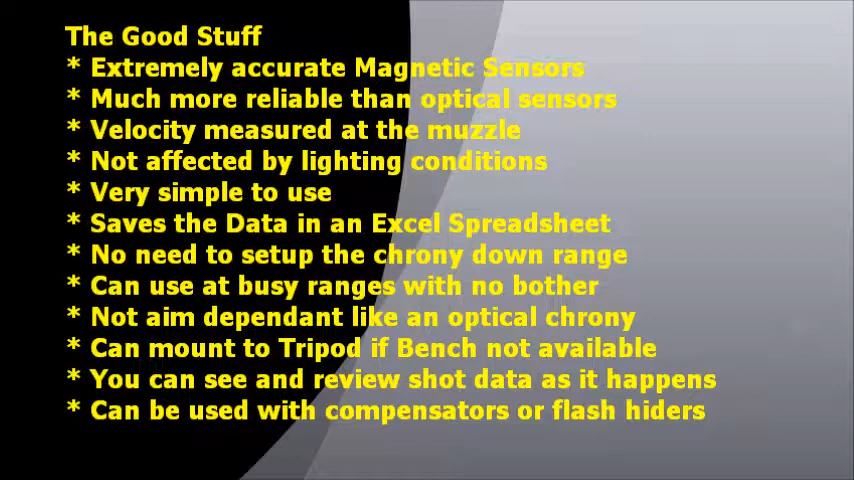 The Good Stuff
* Extremely accurate Magnetic Sensors
* Much more reliable than optical sensors
* Velocity measured at the muzzle
* Not affected by lighting conditions
* Very simple to use
* Saves the Data in an Excel Spreadsheet
* No need to setup the chrony down range
* Can use at busy ranges with no bother
* Not aim dependant like an optical chrony
* Can mount to Tripod if Bench not available
* You can see and review shot data as it happens
* Can be used with compensators or flash hiders